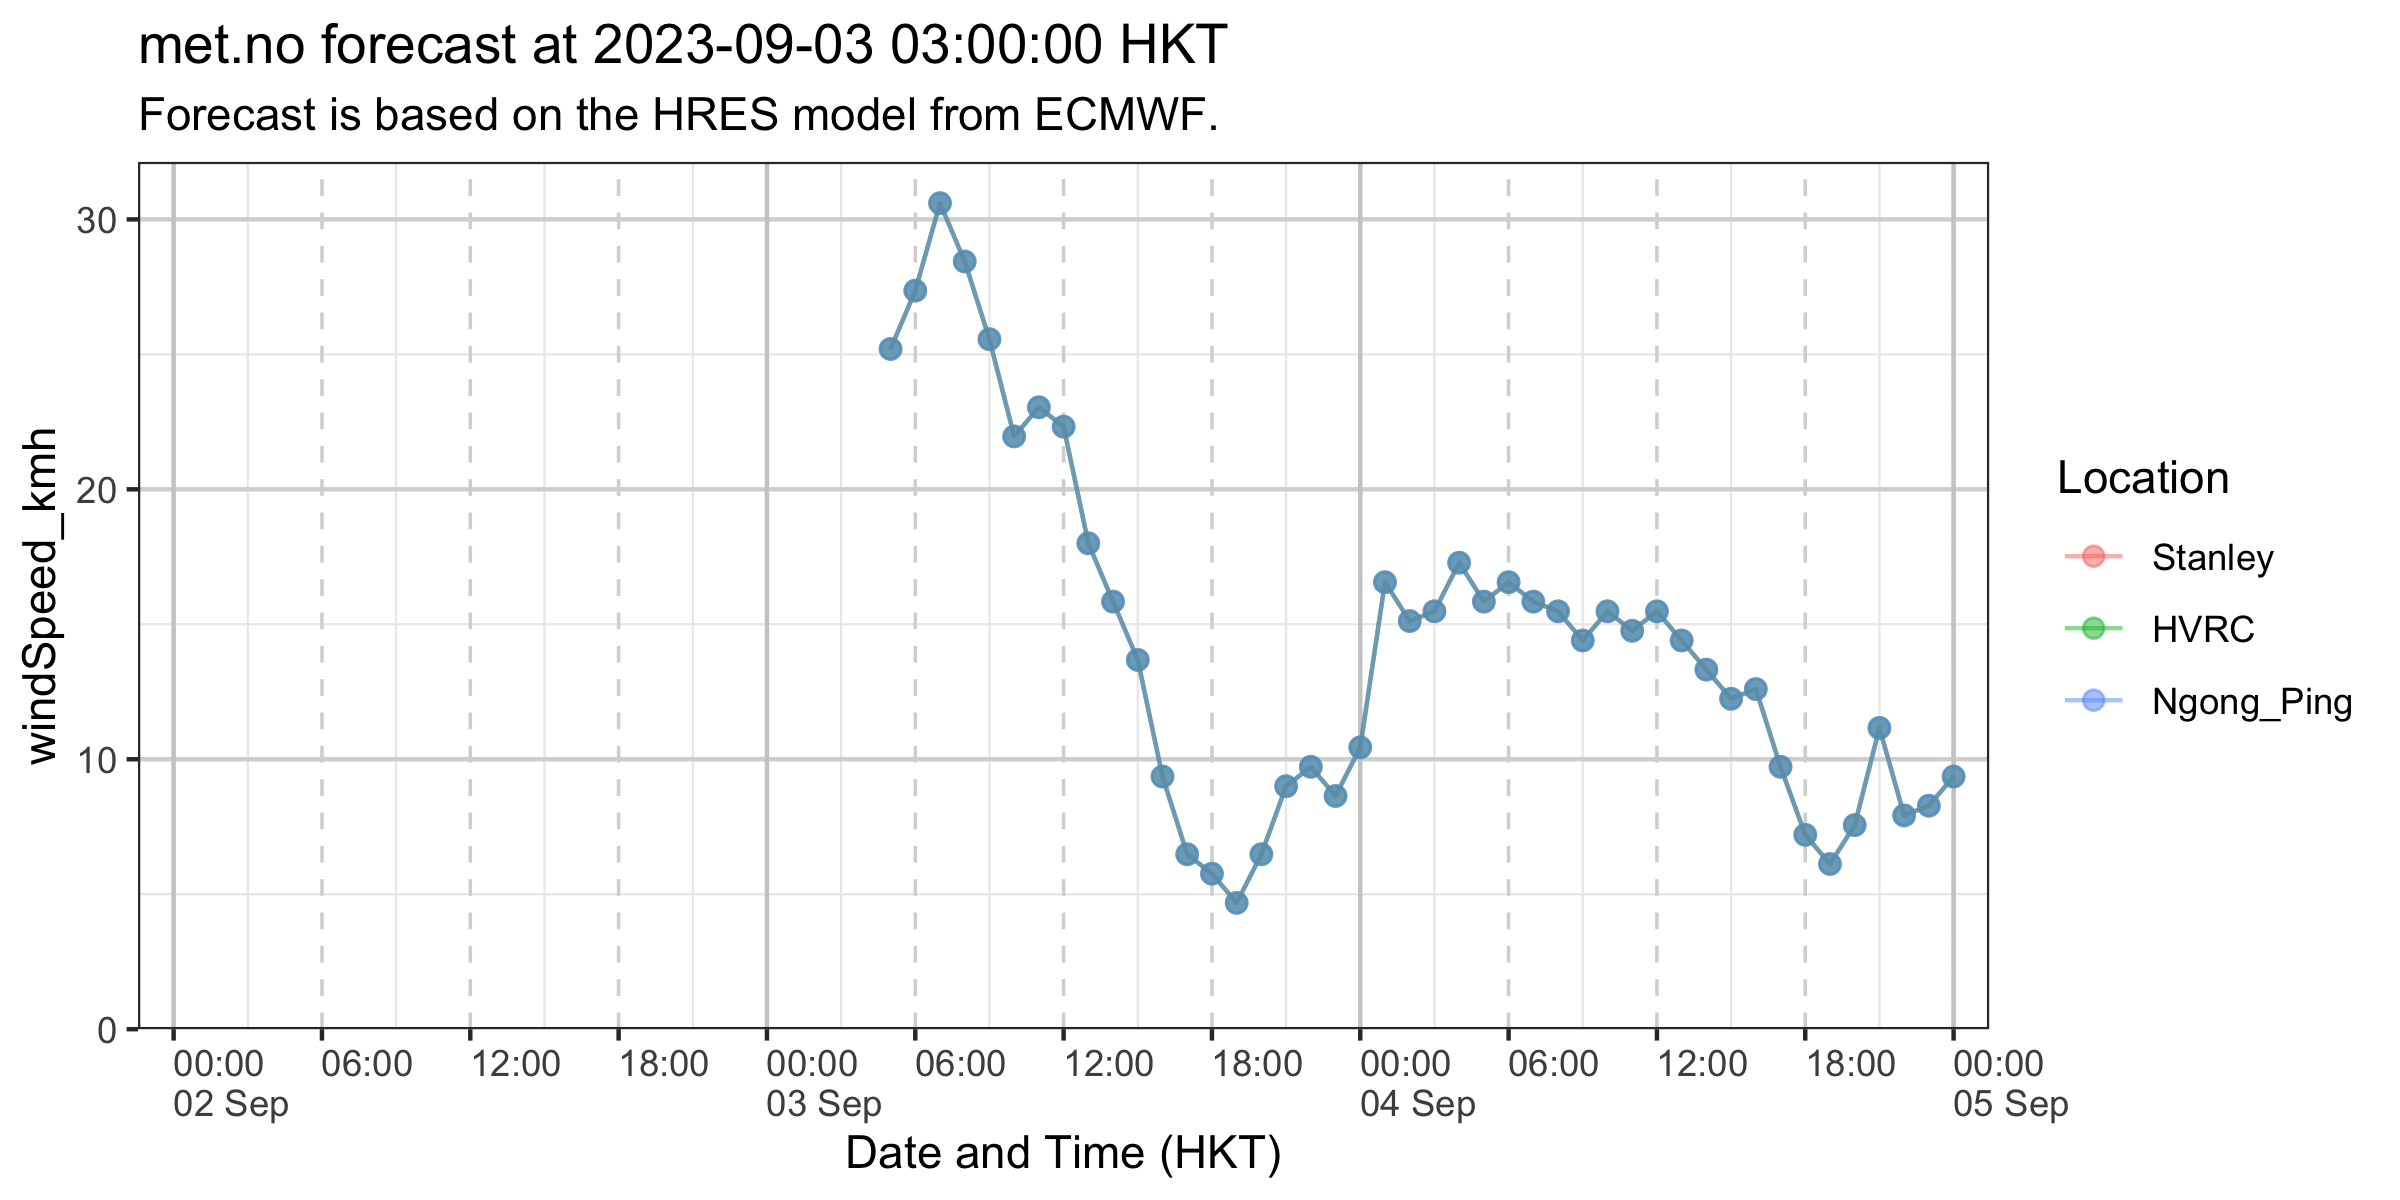 met.no forecast at 2023-09-03 03:00:00 HKT
Forecast is based on the HRES model from ECMWF.
windSpeed_kmh
30
20
10
0
00:00 06:00 12:00 18:00 00:00 06:00 12:00 18:00 00:00 06:00 12:00 18:00 00:00
02 Sep 03 Sep 04 Sep 05 Sep
Date and Time (HKT)
Location
Stanley
HVRC
Ngong_Ping